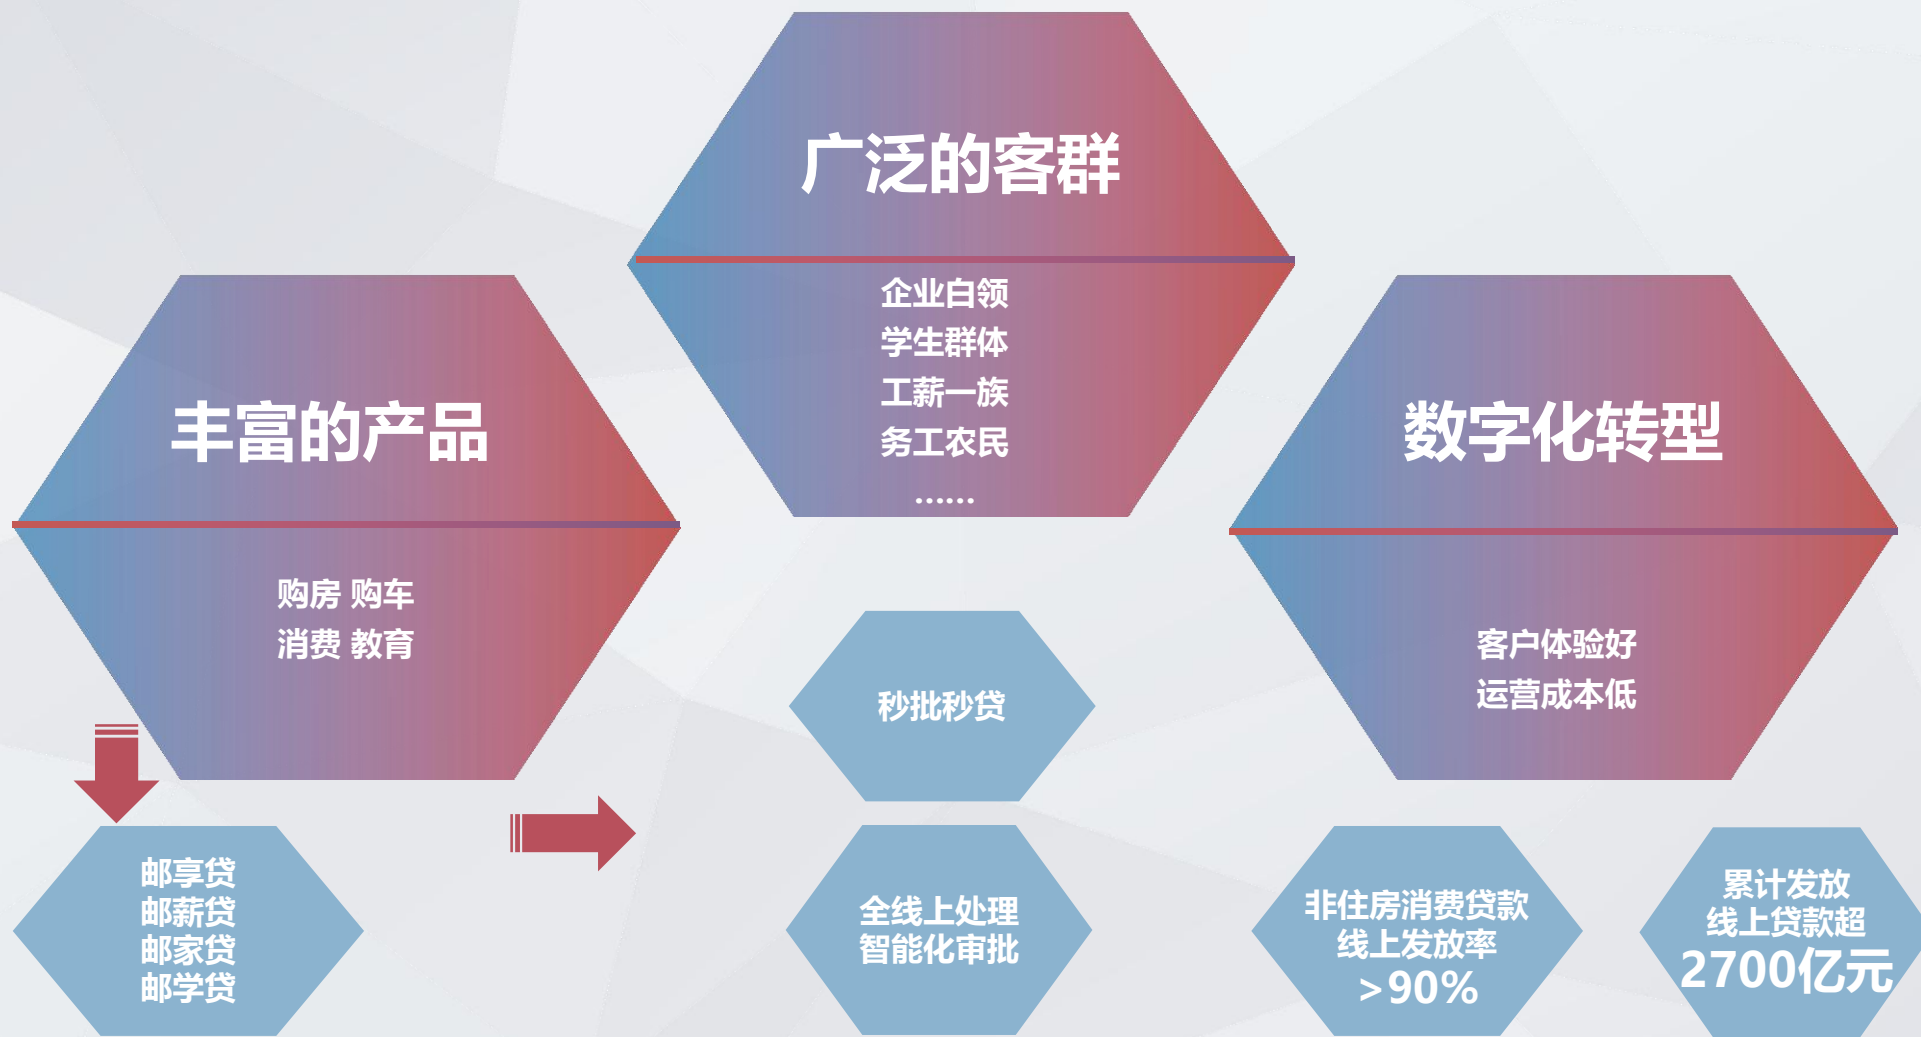 广泛的客群
企业白领
学生群体
工薪一族
务工农民
......
丰富的产品
购房 购车
消费 教育
数字化转型
客户体验好
运营成本低
秒批秒贷
邮享贷
邮薪贷
邮家贷
邮学贷
全线上处理
智能化审批
非住房消费贷款
线上发放率
>90%
累计发放
线上贷款超
2700亿元